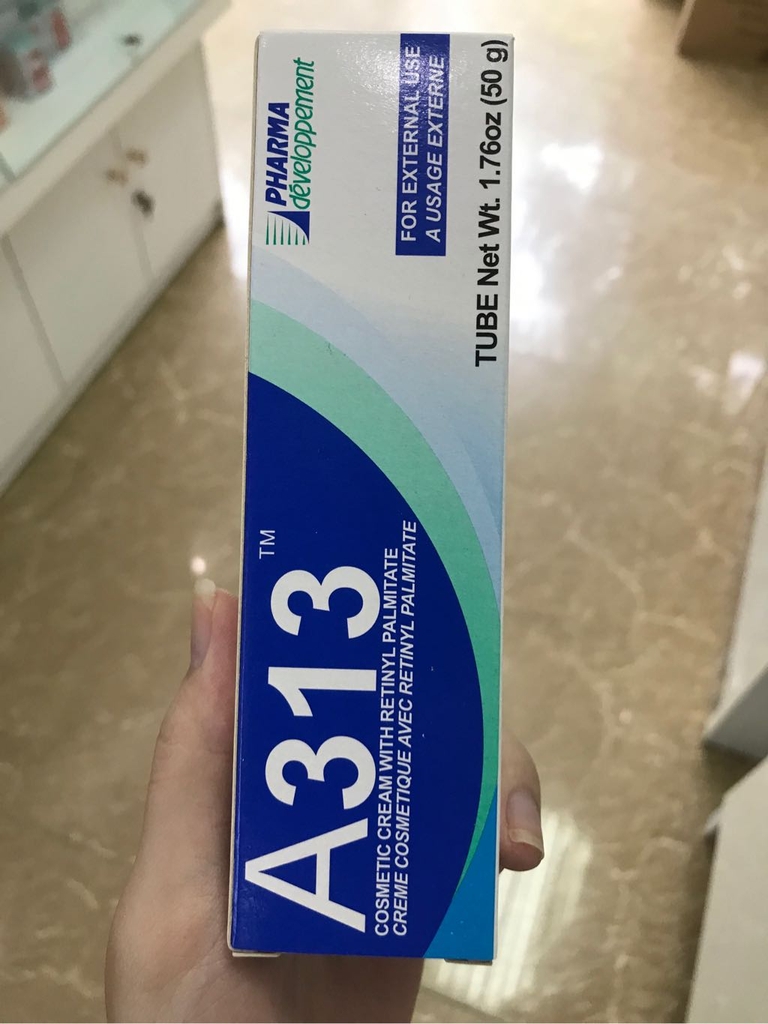 PHARMA
développement
FOR EXTERNAL USE
A USAGE EXTERNE
TUBE Net Wt. 1.76oz (50 g)
A313™
COSMETIC CREAM WITH RETINYL PALMITATE
CREME COSMETIQUE AVEC RETINYL PALMITATE